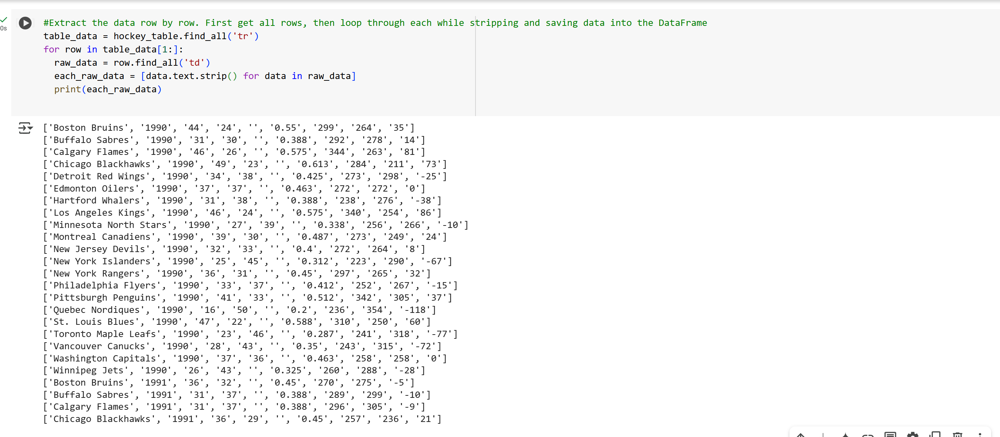 #Extract the data row by row. First get all rows, then loop through each while stripping and saving data into the DataFrame
table_data = hockey_table.find_all('tr')
for row in table_data[1:]:
  raw_data = row.find_all('td')
  each_raw_data = [data.text.strip() for data in raw_data]
  print(each_raw_data)
0s
['Boston Bruins', '1990', '44', '24', '', '0.55', '299', '264', '35']
['Buffalo Sabres', '1990', '31', '30', '', '0.388', '292', '278', '14']
['Calgary Flames', '1990', '46', '26', '', '0.575', '344', '263', '81']
['Chicago Blackhawks', '1990', '49', '23', '', '0.613', '284', '211', '73']
['Detroit Red Wings', '1990', '34', '38', '', '0.425', '273', '298', '-25']
['Edmonton Oilers', '1990', '37', '37', '', '0.463', '272', '272', '0']
['Hartford Whalers', '1990', '31', '38', '', '0.388', '238', '276', '-38']
['Los Angeles Kings', '1990', '46', '24', '', '0.575', '340', '254', '86']
['Minnesota North Stars', '1990', '27', '39', '', '0.338', '256', '266', '-10']
['Montreal Canadiens', '1990', '39', '30', '', '0.487', '273', '249', '24']
['New Jersey Devils', '1990', '32', '33', '', '0.4', '272', '264', '8']
['New York Islanders', '1990', '25', '45', '', '0.312', '223', '290', '-67']
['New York Rangers', '1990', '36', '31', '', '0.45', '297', '265', '32']
['Philadelphia Flyers', '1990', '33', '37', '', '0.412', '252', '267', '-15']
['Pittsburgh Penguins', '1990', '41', '33', '', '0.512', '342', '305', '37']
['Quebec Nordiques', '1990', '16', '50', '', '0.2', '236', '354', '-118']
['St. Louis Blues', '1990', '47', '22', '', '0.588', '310', '250', '60']
['Toronto Maple Leafs', '1990', '23', '46', '', '0.287', '241', '318', '-77']
['Vancouver Canucks', '1990', '28', '43', '', '0.35', '243', '315', '-72']
['Washington Capitals', '1990', '37', '36', '', '0.463', '258', '258', '0']
['Winnipeg Jets', '1990', '26', '43', '', '0.325', '260', '288', '-28']
['Boston Bruins', '1991', '36', '32', '', '0.45', '270', '275', '-5']
['Buffalo Sabres', '1991', '31', '37', '', '0.388', '289', '299', '-10']
['Calgary Flames', '1991', '31', '37', '', '0.388', '296', '305', '-9']
['Chicago Blackhawks', '1991', '36', '29', '', '0.45', '257', '236', '21']